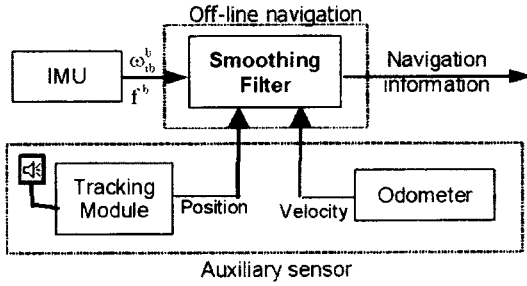 Off-line navigation
IMU
ω^b_ib
f^b
Smoothing
Filter
Navigation
information
Tracking
Module
Position
Velocity
Odometer
Auxiliary sensor